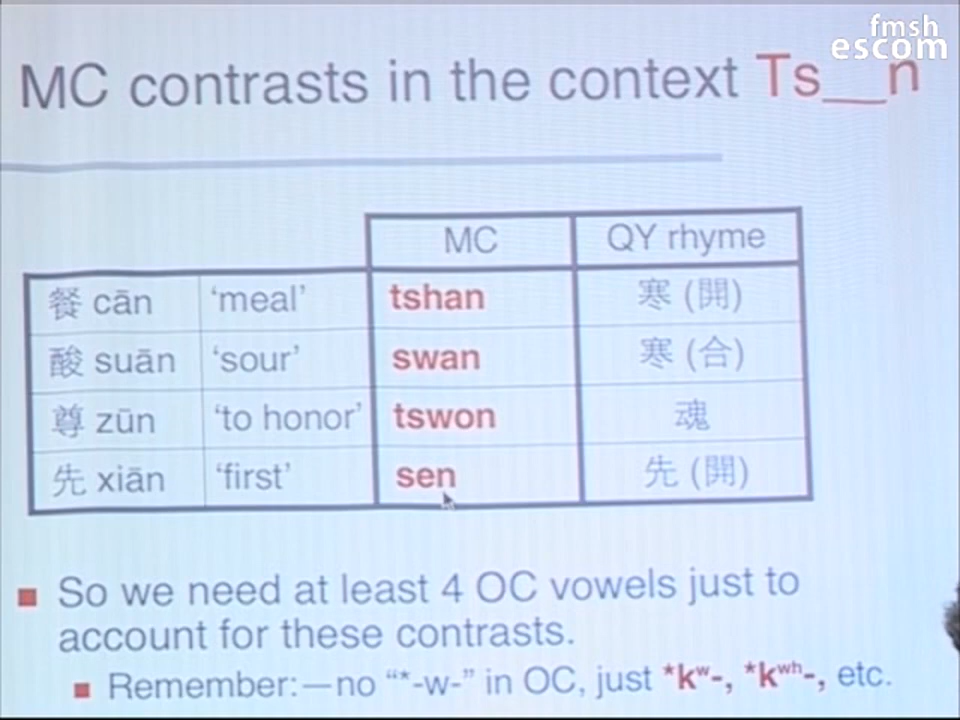 fmsh
escom
MC contrasts in the context Ts__n
MC QY rhyme
餐 cān 'meal' tshan 寒 (開)
酸 suān 'sour' swan 寒 (合)
尊 zūn 'to honor' tswon 魂
先 xiān 'first' sen 先 (開)
So we need at least 4 OC vowels just to
account for these contrasts.
Remember:—no "*-w-" in OC, just *kʷ-, *kʷʰ-, etc.